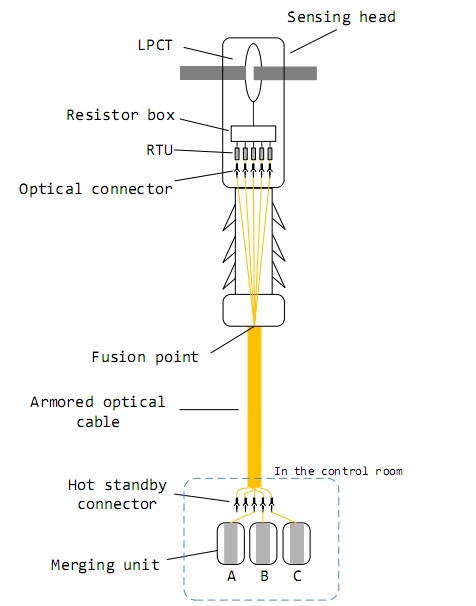 Sensing head
LPCT
Resistor box
RTU
Optical connector
Fusion point
Armored optical
cable
In the control room
Hot standby
connector
Merging unit
A B C